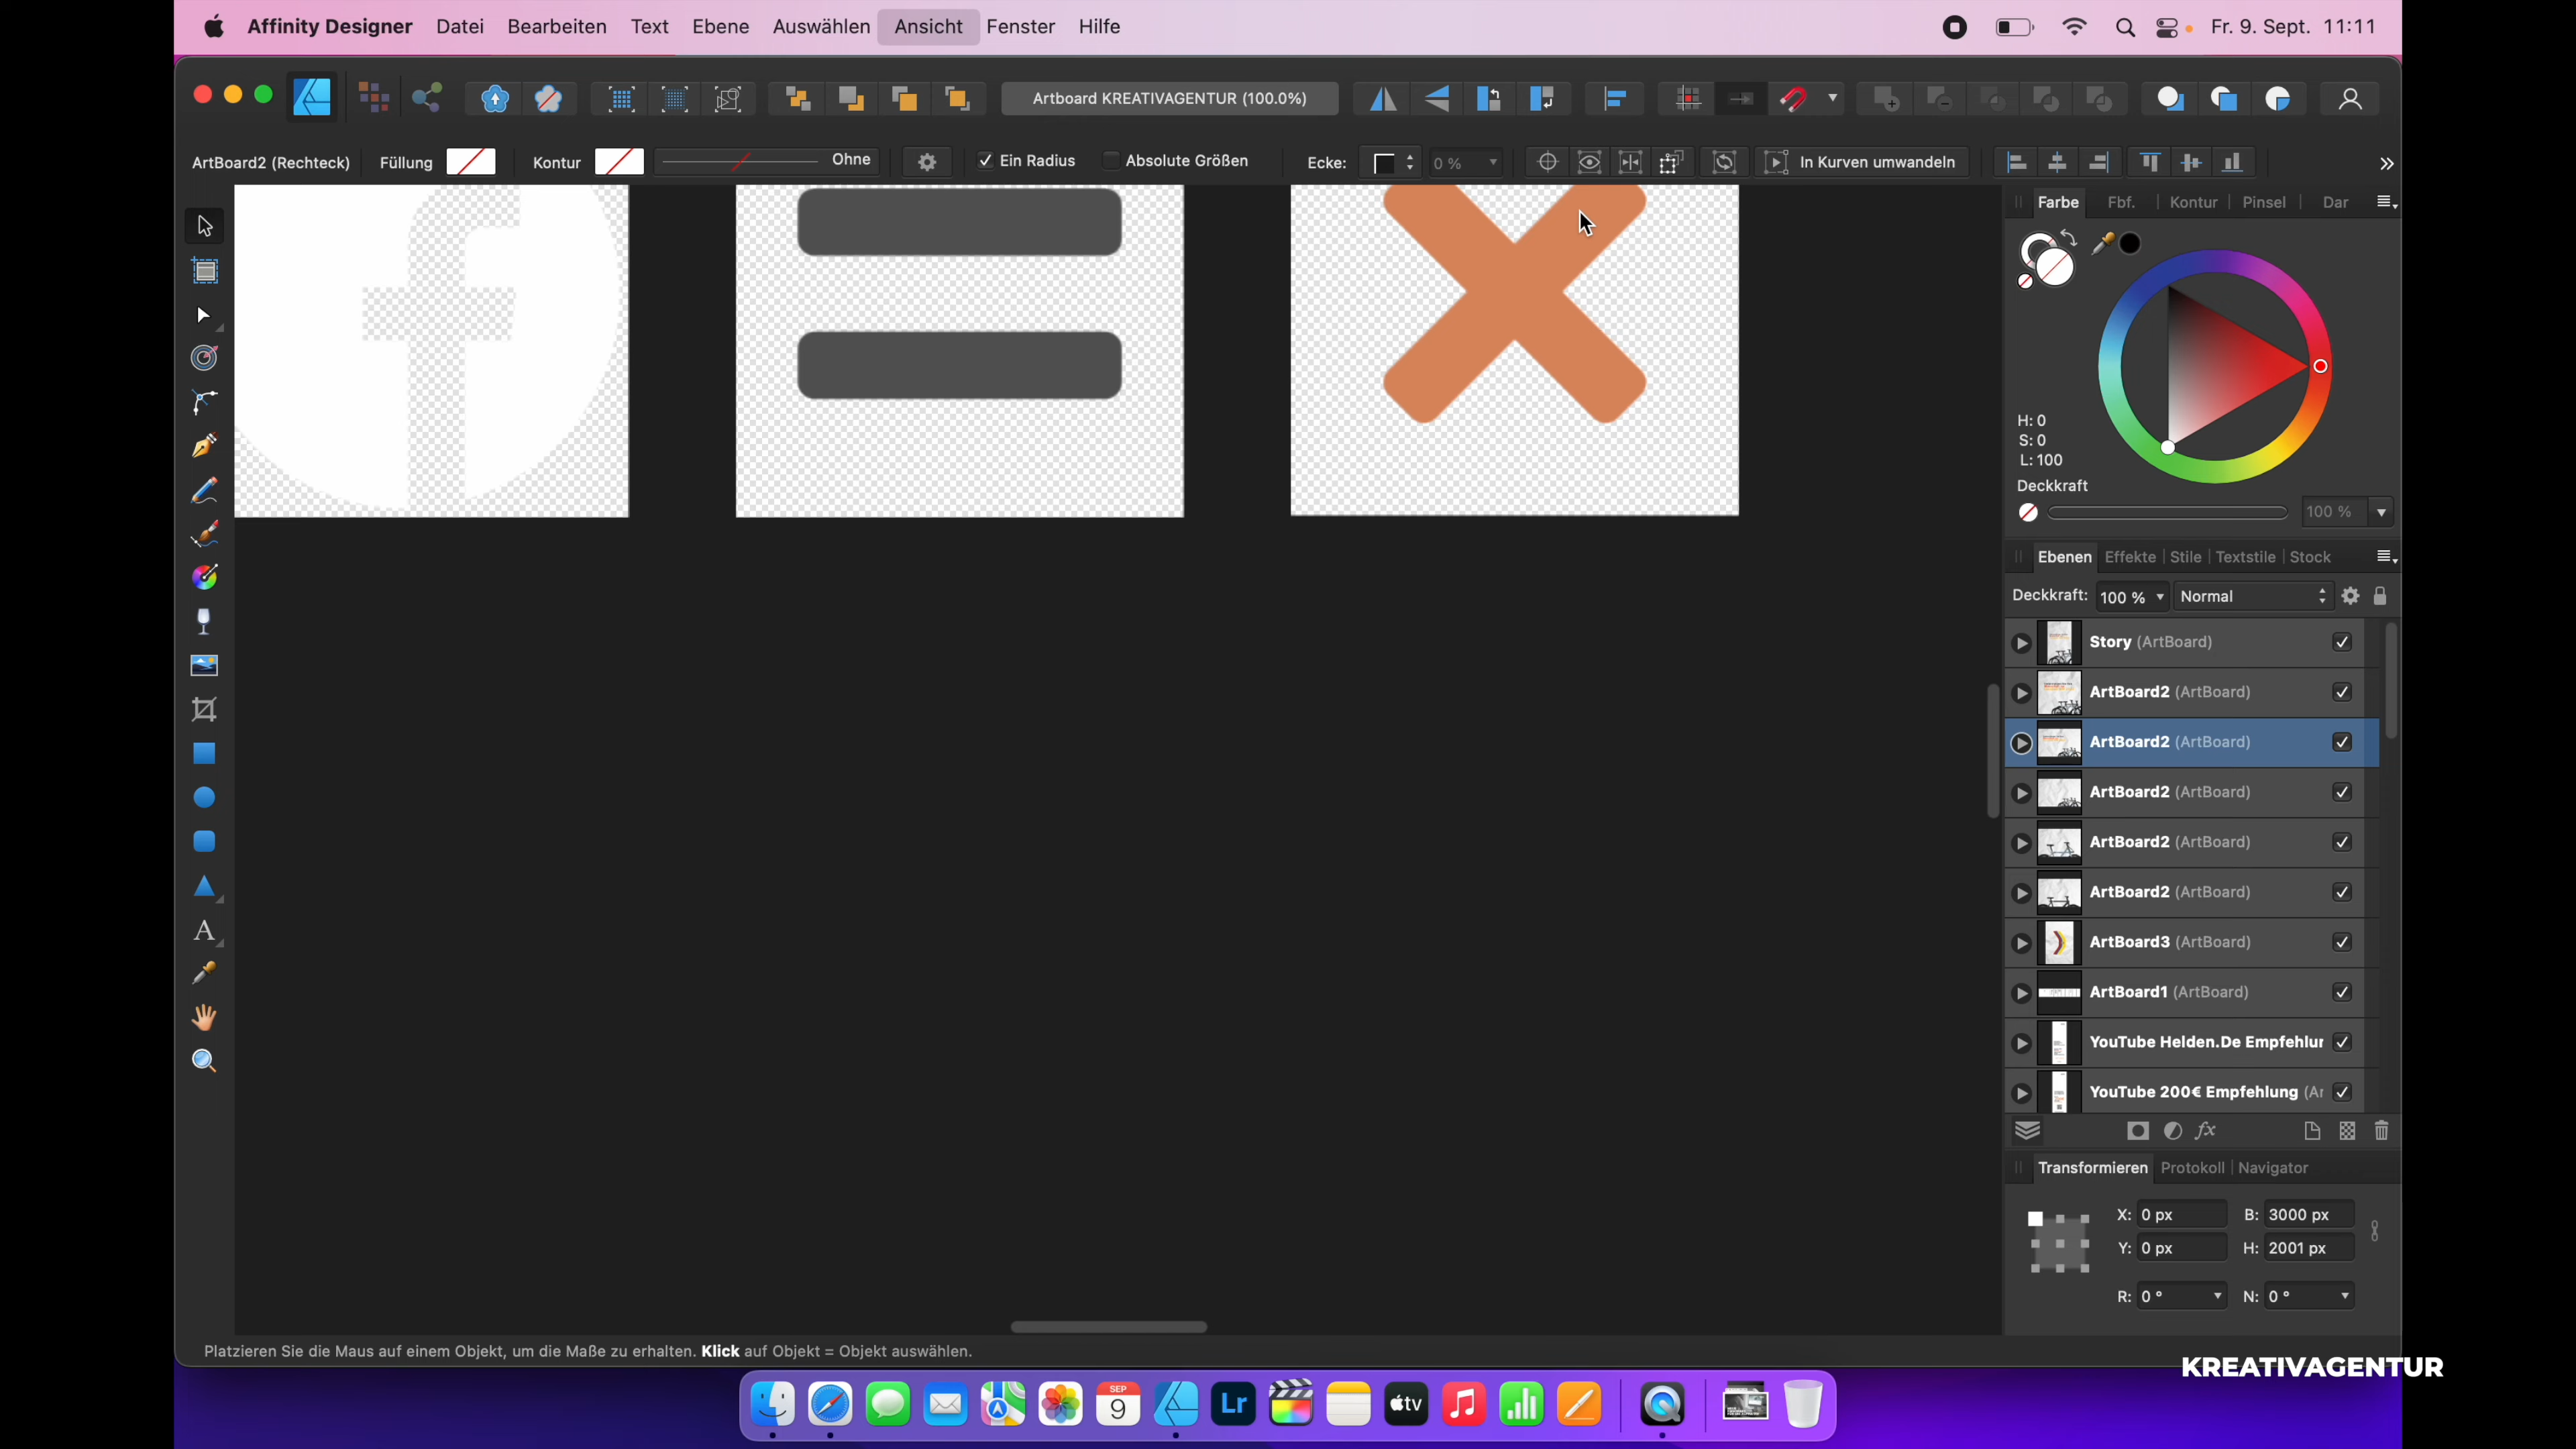 Affinity Designer Datei Bearbeiten Text Ebene Auswählen Ansicht Fenster Hilfe Fr. 9. Sept. 11:11
Artboard KREATIVAGENTUR (100.0%)
ArtBoard2 (Rechteck) Füllung Kontur Ohne Ein Radius Absolute Größen Ecke: 0 % In Kurven umwandeln
Farbe Fbf. Kontur Pinsel Dar
H: 0
S: 0
L: 100
Deckkraft
100 %
Ebenen Effekte Stile Textstile Stock
Deckkraft: 100 % Normal
Story (ArtBoard)
ArtBoard2 (ArtBoard)
ArtBoard2 (ArtBoard)
ArtBoard2 (ArtBoard)
ArtBoard2 (ArtBoard)
ArtBoard2 (ArtBoard)
ArtBoard3 (ArtBoard)
ArtBoard1 (ArtBoard)
YouTube Helden.De Empfehlur
YouTube 200€ Empfehlung (Ar
fx
Transformieren Protokoll Navigator
X: 0 px B: 3000 px
Y: 0 px H: 2001 px
R: 0 ° N: 0 °
Platzieren Sie die Maus auf einem Objekt, um die Maße zu erhalten. Klick auf Objekt = Objekt auswählen.
KREATIVAGENTUR
SEP
9
Lr
tv